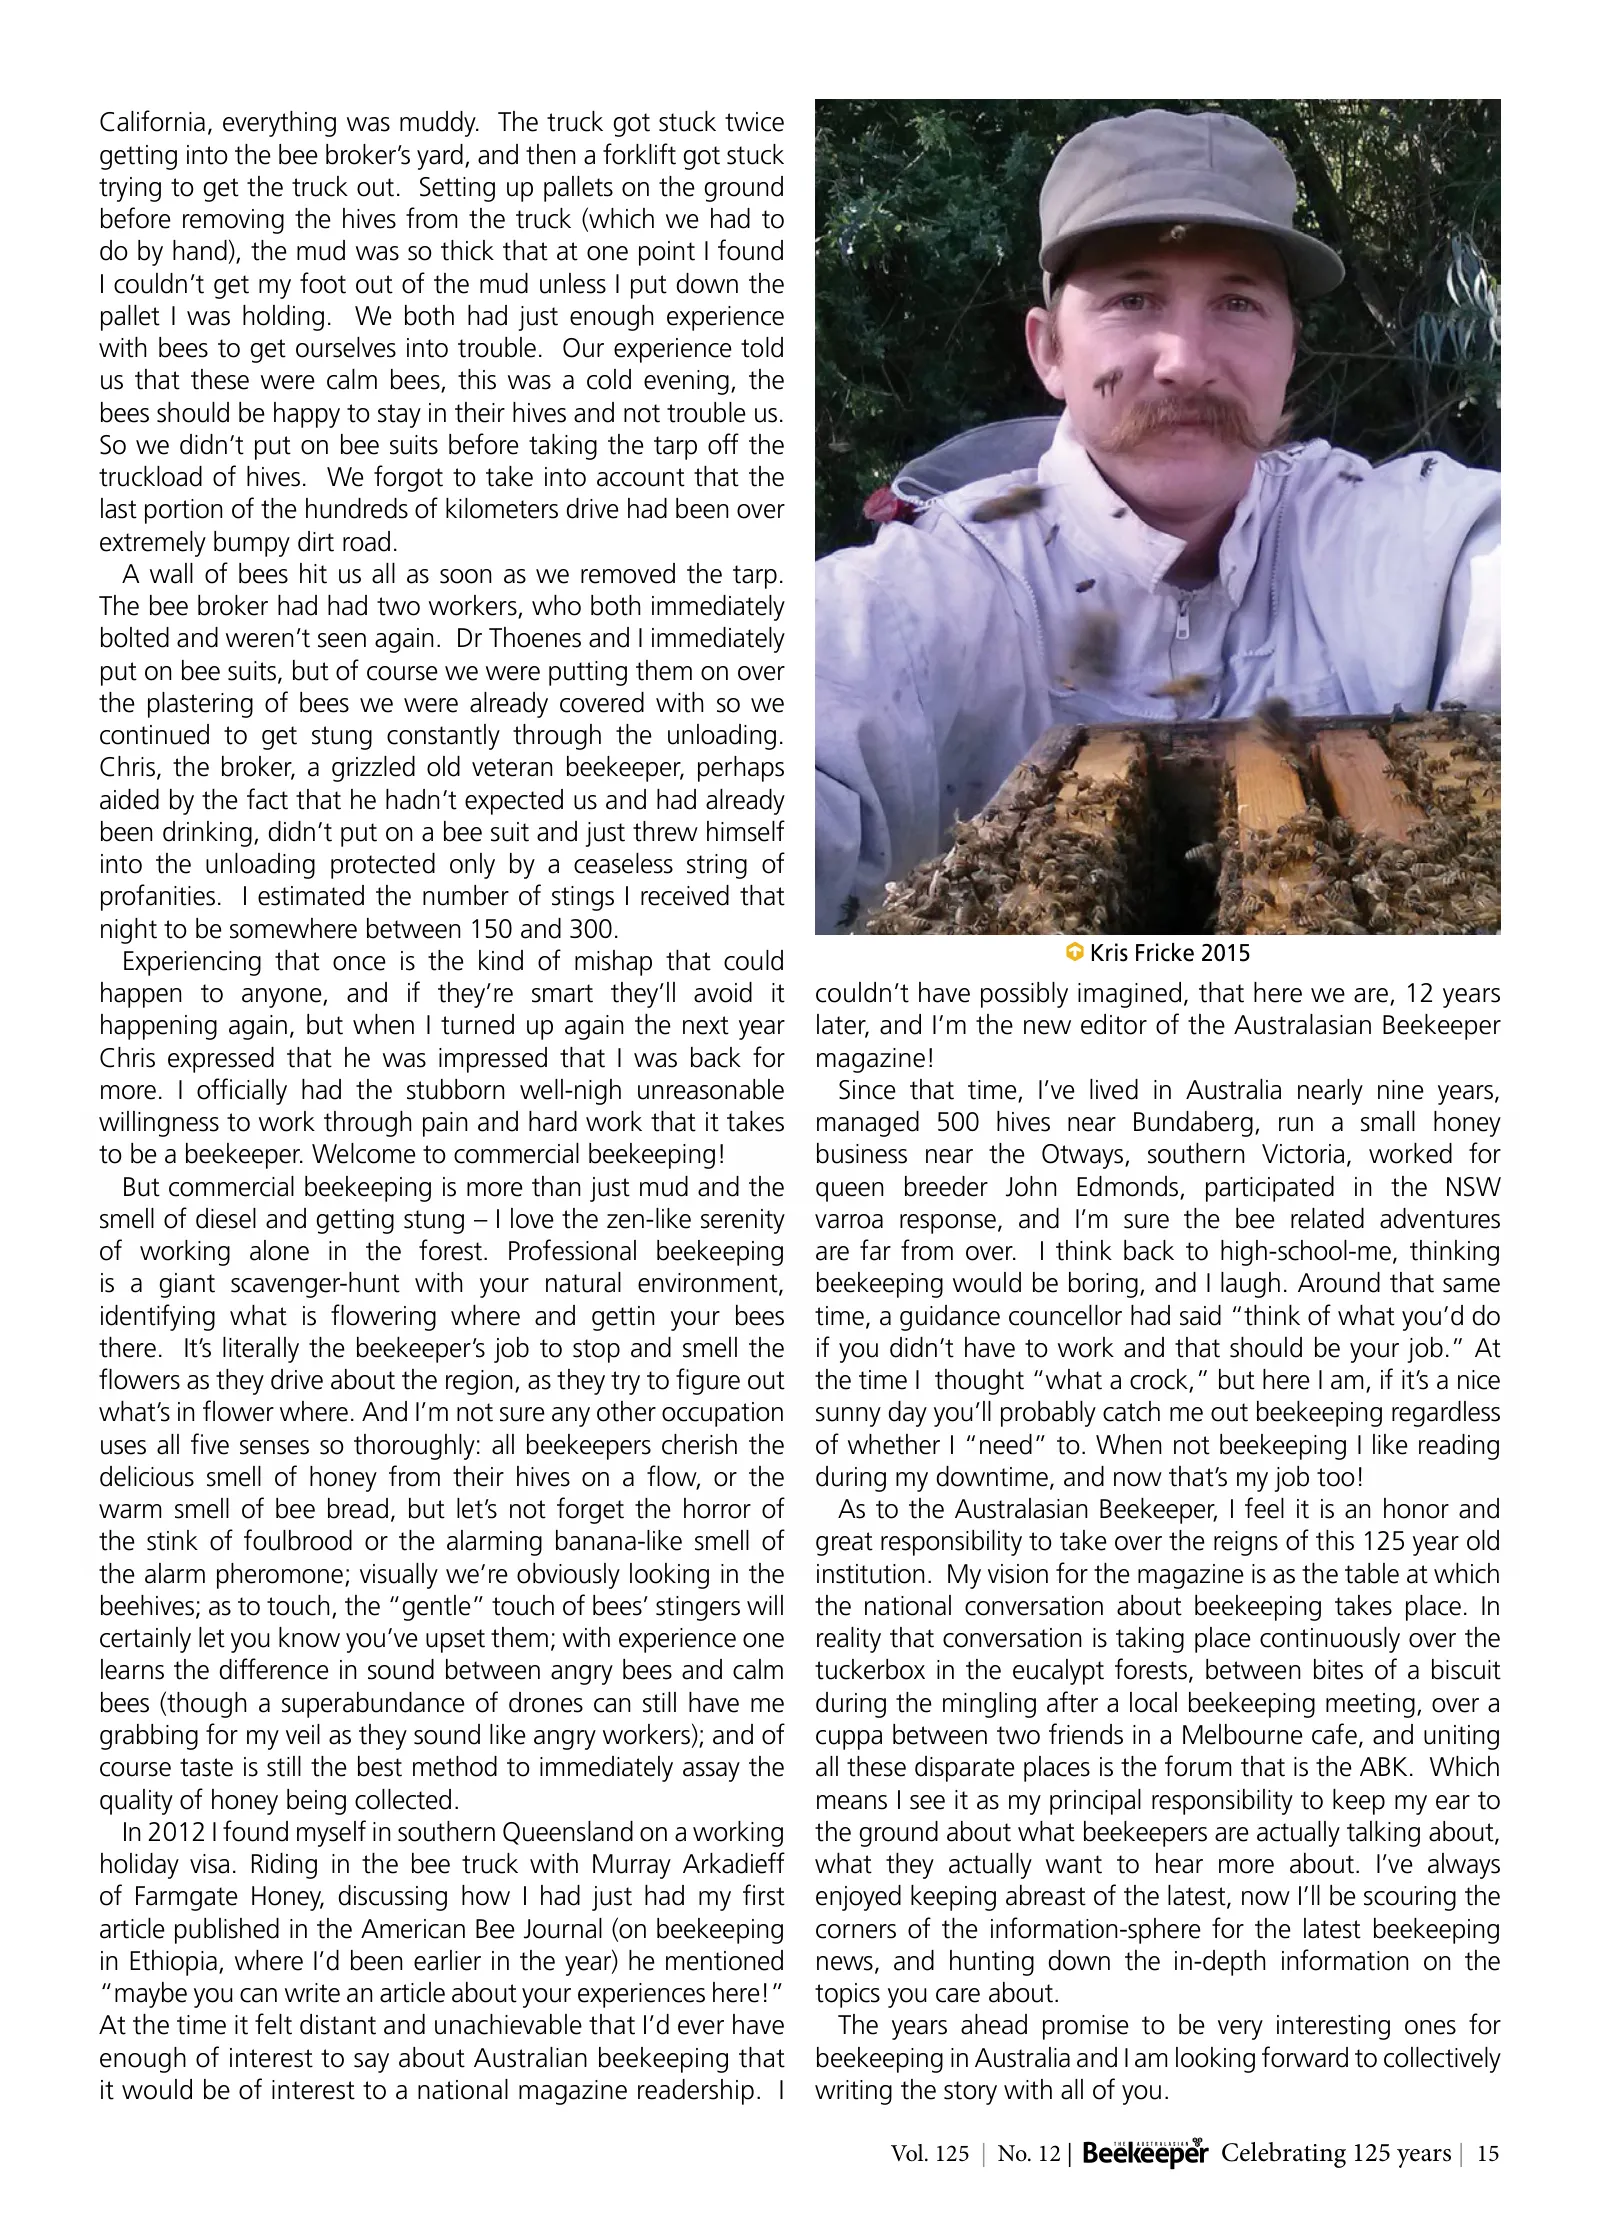 California, everything was muddy. The truck got stuck twice
getting into the bee broker's yard, and then a forklift got stuck
trying to get the truck out. Setting up pallets on the ground
before removing the hives from the truck (which we had to
do by hand), the mud was so thick that at one point I found
I couldn't get my foot out of the mud unless I put down the
pallet I was holding. We both had just enough experience
with bees to get ourselves into trouble. Our experience told
us that these were calm bees, this was a cold evening, the
bees should be happy to stay in their hives and not trouble us.
So we didn't put on bee suits before taking the tarp off the
truckload of hives. We forgot to take into account that the
last portion of the hundreds of kilometers drive had been over
extremely bumpy dirt road.
A wall of bees hit us all as soon as we removed the tarp.
The bee broker had had two workers, who both immediately
bolted and weren't seen again. Dr Thoenes and I immediately
put on bee suits, but of course we were putting them on over
the plastering of bees we were already covered with so we
continued to get stung constantly through the unloading.
Chris, the broker, a grizzled old veteran beekeeper, perhaps
aided by the fact that he hadn't expected us and had already
been drinking, didn't put on a bee suit and just threw himself
into the unloading protected only by a ceaseless string of
profanities. I estimated the number of stings I received that
night to be somewhere between 150 and 300.
Experiencing that once is the kind of mishap that could
happen to anyone, and if they're smart they'll avoid it
happening again, but when I turned up again the next year
Chris expressed that he was impressed that I was back for
more. I officially had the stubborn well-nigh unreasonable
willingness to work through pain and hard work that it takes
to be a beekeeper. Welcome to commercial beekeeping!
But commercial beekeeping is more than just mud and the
smell of diesel and getting stung – I love the zen-like serenity
of working alone in the forest. Professional beekeeping
is a giant scavenger-hunt with your natural environment,
identifying what is flowering where and gettin your bees
there. It's literally the beekeeper's job to stop and smell the
flowers as they drive about the region, as they try to figure out
what's in flower where. And I'm not sure any other occupation
uses all five senses so thoroughly: all beekeepers cherish the
delicious smell of honey from their hives on a flow, or the
warm smell of bee bread, but let's not forget the horror of
the stink of foulbrood or the alarming banana-like smell of
the alarm pheromone; visually we're obviously looking in the
beehives; as to touch, the "gentle" touch of bees' stingers will
certainly let you know you've upset them; with experience one
learns the difference in sound between angry bees and calm
bees (though a superabundance of drones can still have me
grabbing for my veil as they sound like angry workers); and of
course taste is still the best method to immediately assay the
quality of honey being collected.
In 2012 I found myself in southern Queensland on a working
holiday visa. Riding in the bee truck with Murray Arkadieff
of Farmgate Honey, discussing how I had just had my first
article published in the American Bee Journal (on beekeeping
in Ethiopia, where I'd been earlier in the year) he mentioned
"maybe you can write an article about your experiences here!"
At the time it felt distant and unachievable that I'd ever have
enough of interest to say about Australian beekeeping that
it would be of interest to a national magazine readership. I
Kris Fricke 2015
couldn't have possibly imagined, that here we are, 12 years
later, and I'm the new editor of the Australasian Beekeeper
magazine!
Since that time, I've lived in Australia nearly nine years,
managed 500 hives near Bundaberg, run a small honey
business near the Otways, southern Victoria, worked for
queen breeder John Edmonds, participated in the NSW
varroa response, and I'm sure the bee related adventures
are far from over. I think back to high-school-me, thinking
beekeeping would be boring, and I laugh. Around that same
time, a guidance councellor had said "think of what you'd do
if you didn't have to work and that should be your job." At
the time I thought "what a crock," but here I am, if it's a nice
sunny day you'll probably catch me out beekeeping regardless
of whether I "need" to. When not beekeeping I like reading
during my downtime, and now that's my job too!
As to the Australasian Beekeeper, I feel it is an honor and
great responsibility to take over the reigns of this 125 year old
institution. My vision for the magazine is as the table at which
the national conversation about beekeeping takes place. In
reality that conversation is taking place continuously over the
tuckerbox in the eucalypt forests, between bites of a biscuit
during the mingling after a local beekeeping meeting, over a
cuppa between two friends in a Melbourne cafe, and uniting
all these disparate places is the forum that is the ABK. Which
means I see it as my principal responsibility to keep my ear to
the ground about what beekeepers are actually talking about,
what they actually want to hear more about. I've always
enjoyed keeping abreast of the latest, now I'll be scouring the
corners of the information-sphere for the latest beekeeping
news, and hunting down the in-depth information on the
topics you care about.
The years ahead promise to be very interesting ones for
beekeeping in Australia and I am looking forward to collectively
writing the story with all of you.
Vol. 125 | No. 12 | THE AUSTRALASIAN Beekeeper Celebrating 125 years | 15